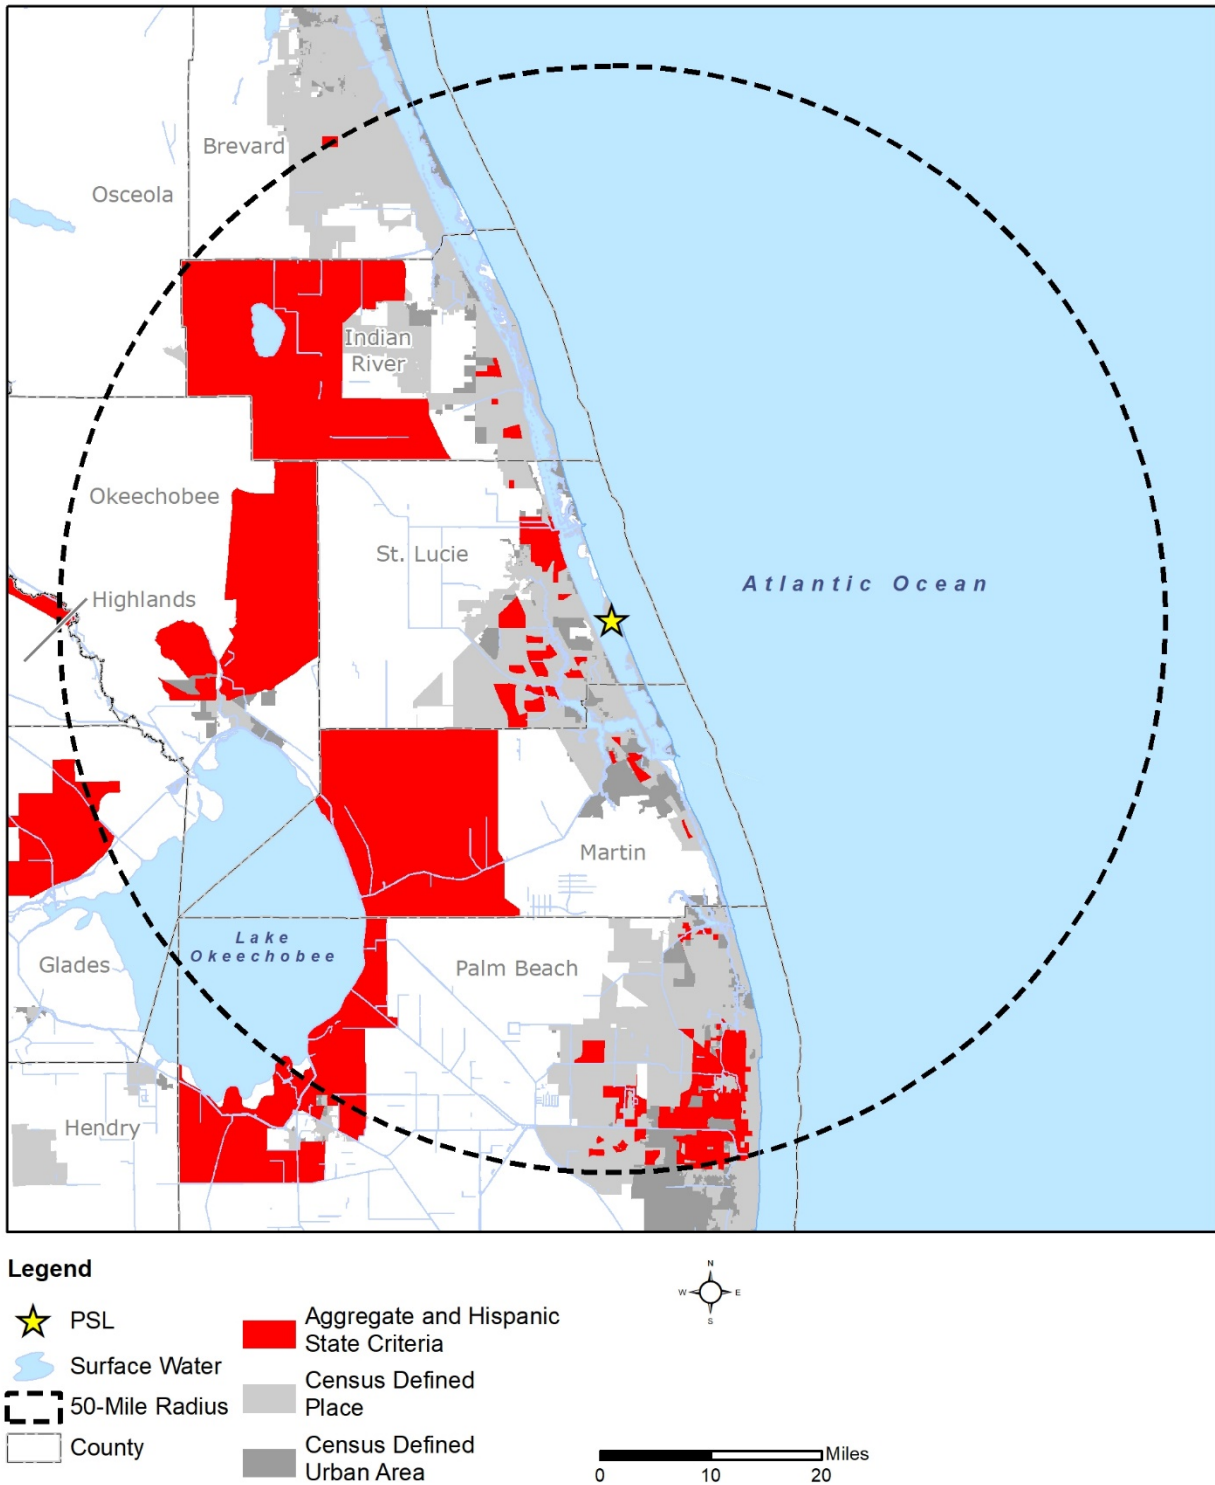 Brevard
Osceola
Indian
River
Okeechobee
St. Lucie
Atlantic Ocean
Highlands
Martin
Lake
Okeechobee
Glades
Palm Beach
Hendry
Legend
PSL
Surface Water
50-Mile Radius
County
Aggregate and Hispanic
State Criteria
Census Defined
Place
Census Defined
Urban Area
N
W E
S
Miles
0 10 20